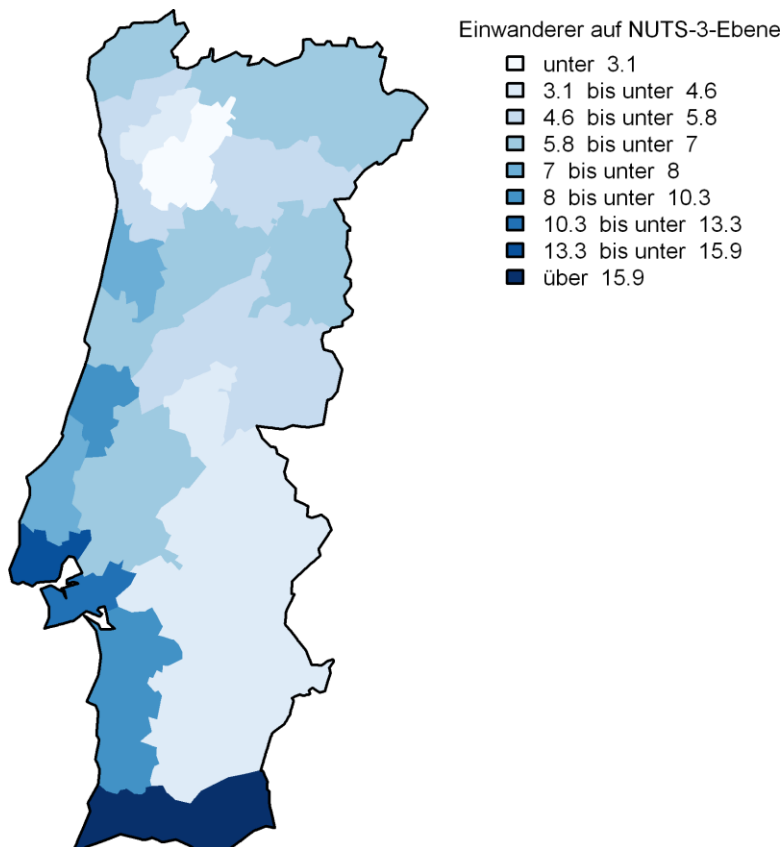 Einwanderer auf NUTS-3-Ebene
unter 3.1
3.1 bis unter 4.6
4.6 bis unter 5.8
5.8 bis unter 7
7 bis unter 8
8 bis unter 10.3
10.3 bis unter 13.3
13.3 bis unter 15.9
über 15.9